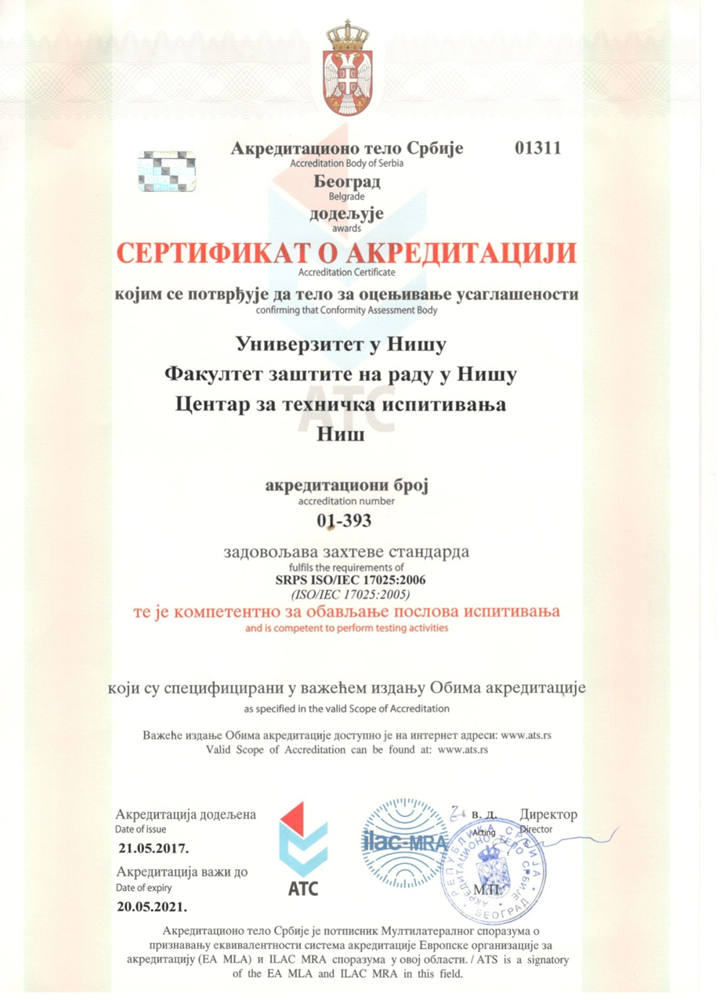 Акредитационо тело Србије 01311
Accreditation Body of Serbia
Београд
Belgrade
додељује
awards
СЕРТИФИКАТ О АКРЕДИТАЦИЈИ
Accreditation Certificate
којим се потврђује да тело за оцењивање усаглашености
confirming that Conformity Assessment Body
Универзитет у Нишу
Факултет заштите на раду у Нишу
Центар за техничка испитивања
АТС
Ниш
акредитациони број
accreditation number
01-393
задовољава захтеве стандарда
fulfils the requirements of
SRPS ISO/IEC 17025:2006
(ISO/IEC 17025:2005)
те је компетентно за обављање послова испитивања
and is competent to perform testing activities
који су специфицирани у важећем издању Обима акредитације
as specified in the valid Scope of Accreditation
Важеће издање Обима акредитације доступно је на интернет адреси: www.ats.rs
Valid Scope of Accreditation can be found at: www.ats.rs
Акредитација додељена
Date of issue
21.05.2017.
Акредитација важи до
Date of expiry
20.05.2021.
АТС
ilac-MRA
в. д. Директор
Acting Director
РЕПУБЛИКА СРБИЈА
АКРЕДИТАЦИОНО ТЕЛО СРБИЈЕ
М.П.
БЕОГРАД
Акредитационо тело Србије је потписник Мултилатералног споразума о
признавању еквивалентности система акредитације Европске организације за
акредитацију (EA MLA) и ILAC MRA споразума у овој области. / ATS is a signatory
of the EA MLA and ILAC MRA in this field.